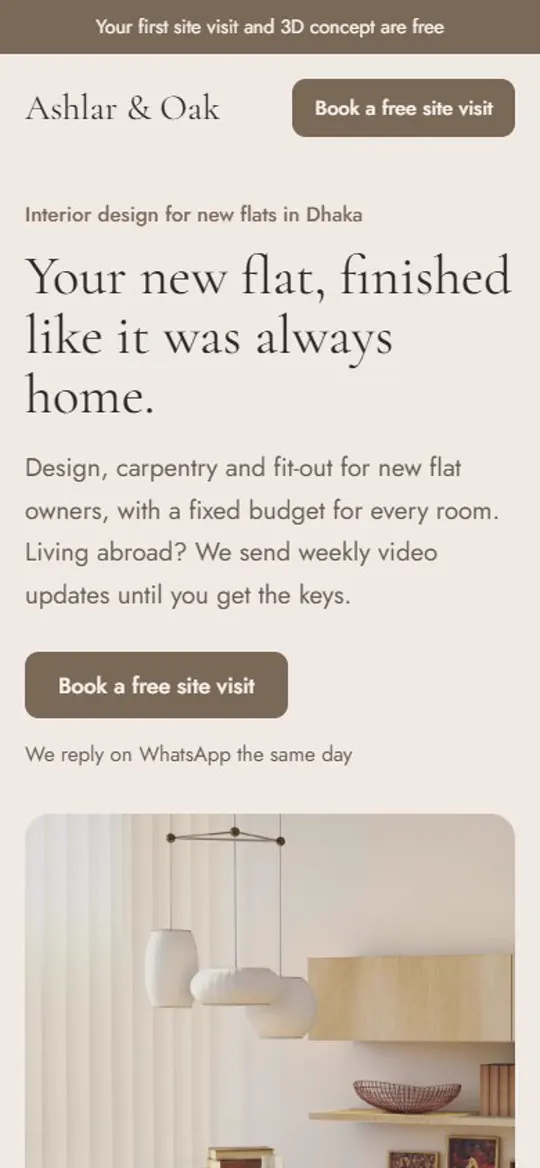 Your first site visit and 3D concept are free
Ashlar & Oak
Book a free site visit
Interior design for new flats in Dhaka
Your new flat, finished
like it was always
home.
Design, carpentry and fit-out for new flat
owners, with a fixed budget for every room.
Living abroad? We send weekly video
updates until you get the keys.
Book a free site visit
We reply on WhatsApp the same day